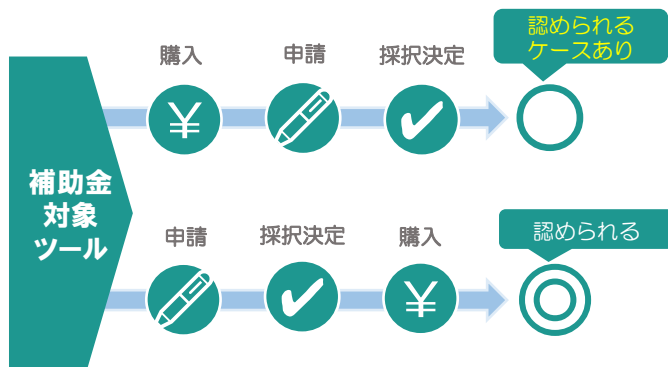 補助金
対象
ツール
購入
申請
採択決定
認められる
ケースあり
¥
申請
採択決定
購入
認められる
¥